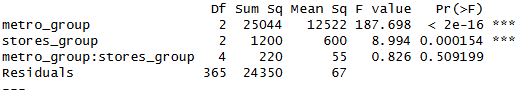 Df Sum Sq Mean Sq F value Pr(>F)
metro_group 2 25044 12522 187.698 < 2e-16 ***
stores_group 2 1200 600 8.994 0.000154 ***
metro_group:stores_group 4 220 55 0.826 0.509199
Residuals 365 24350 67
---